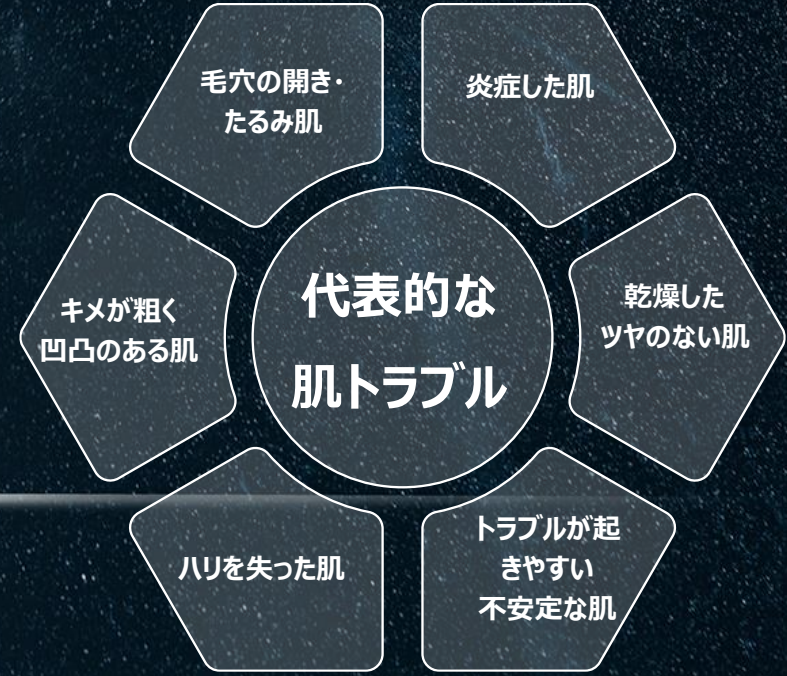 毛穴の開き・
たるみ肌
炎症した肌
キメが粗く
凹凸のある肌
代表的な
肌トラブル
乾燥した
ツヤのない肌
ハリを失った肌
トラブルが起
きやすい
不安定な肌